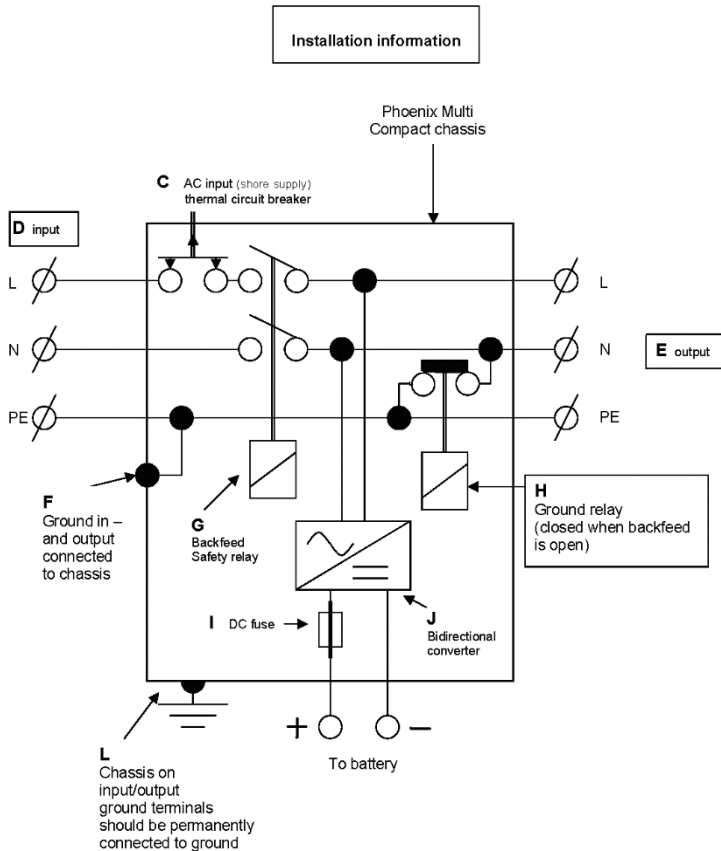 Installation information
Phoenix Multi
Compact chassis
C AC input (shore supply)
thermal circuit breaker
D input
L
L
N
N
E output
PE
PE
F
Ground in –
and output
connected
to chassis
G
Backfeed
Safety relay
H
Ground relay
(closed when backfeed
is open)
I DC fuse
J
Bidirectional
converter
+
–
To battery
L
Chassis on
input/output
ground terminals
should be permanently
connected to ground